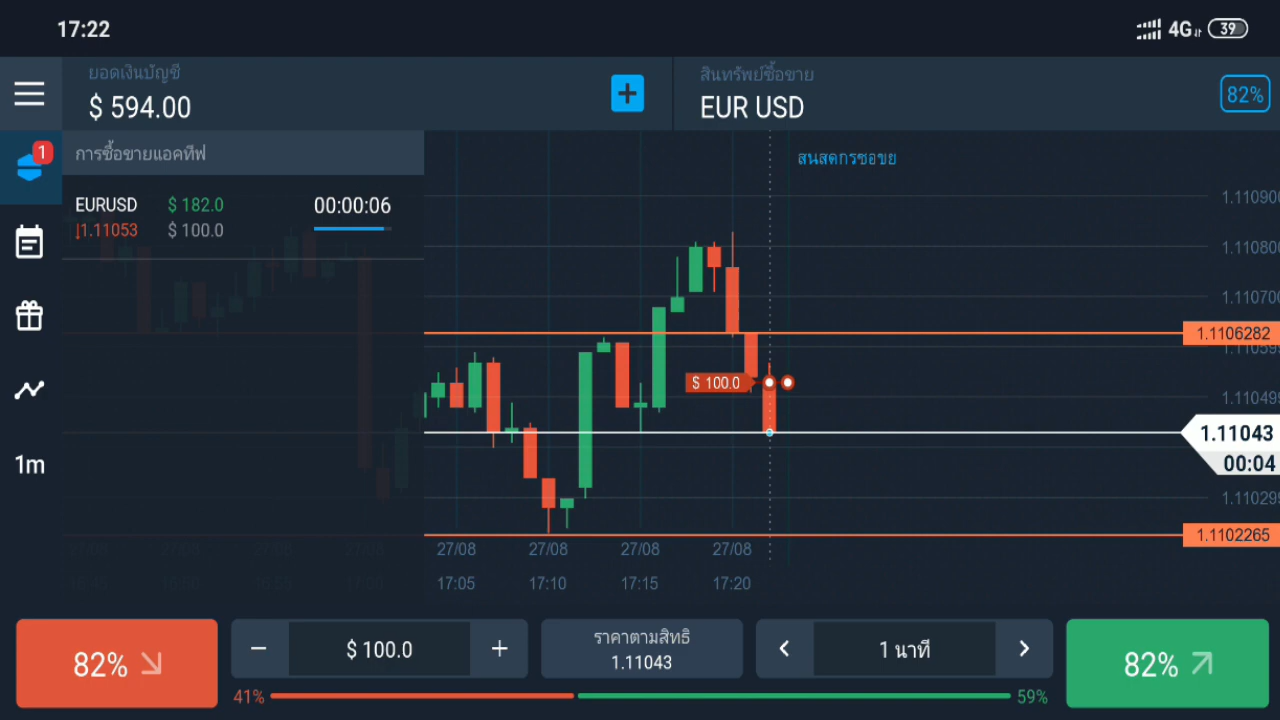 17:22
4G 39
ยอดเงินบัญชี
$ 594.00
สินทรัพย์ซื้อขาย
EUR USD
82%
1
การซื้อขายแอคทีฟ
EURUSD $ 182.0 00:00:06
↓1.11053 $ 100.0
สนสดกรซอขย
1.110900
1.110800
1.110700
1.1106282
1.110595
$ 100.0
1.110499
1.11043
00:04
1.110299
1.1102265
1m
27/08 27/08 27/08 27/08
17:05 17:10 17:15 17:20
82%
− $ 100.0 +
ราคาตามสิทธิ
1.11043
1 นาที
82%
41% 59%